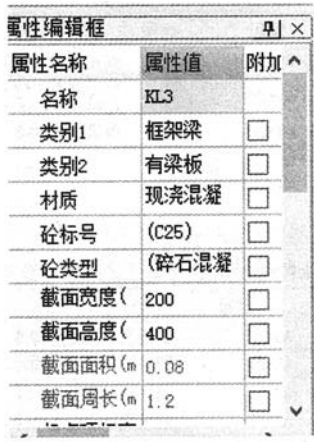 属性编辑框
属性名称 属性值 附加
名称 KL3
类别1 框架梁
类别2 有梁板
材质 现浇混凝
砼标号 (C25)
砼类型 (碎石混凝
截面宽度( 200
截面高度( 400
截面面积(m 0.08
截面周长(m 1.2